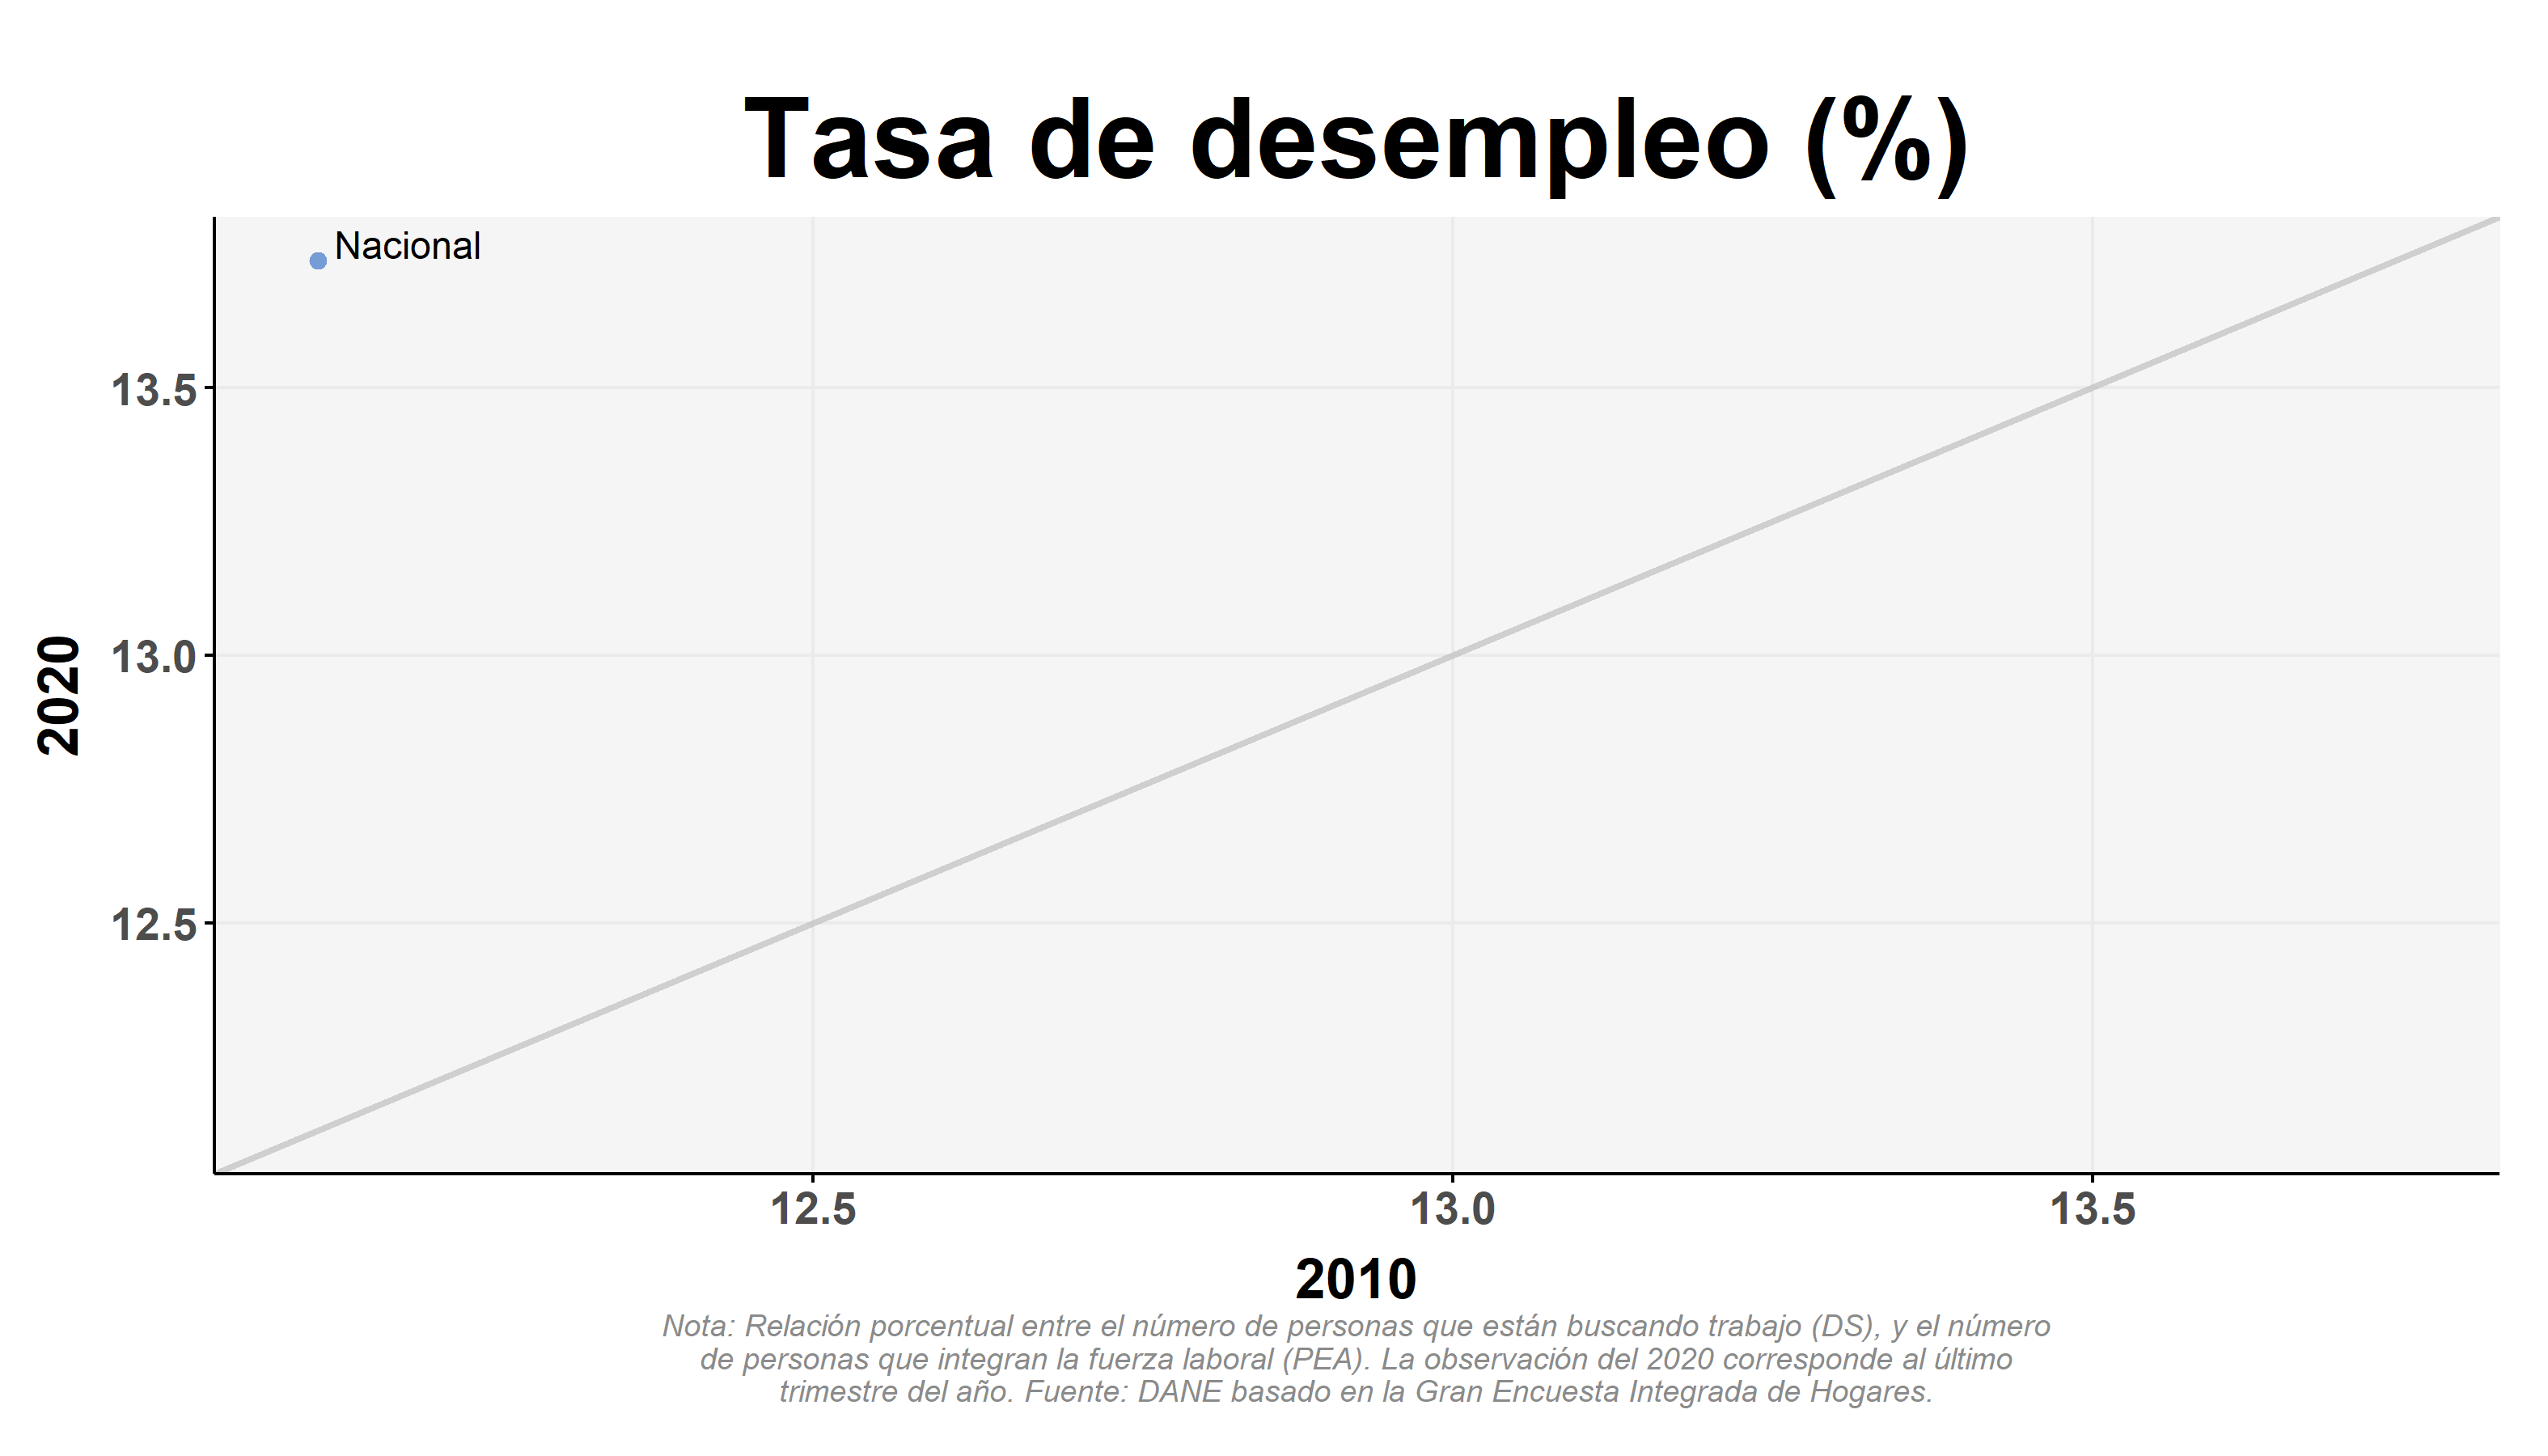 Tasa de desempleo (%)
Nacional
13.5
13.0
12.5
2020
12.5
13.0
13.5
2010
Nota: Relación porcentual entre el número de personas que están buscando trabajo (DS), y el número
de personas que integran la fuerza laboral (PEA). La observación del 2020 corresponde al último
trimestre del año. Fuente: DANE basado en la Gran Encuesta Integrada de Hogares.